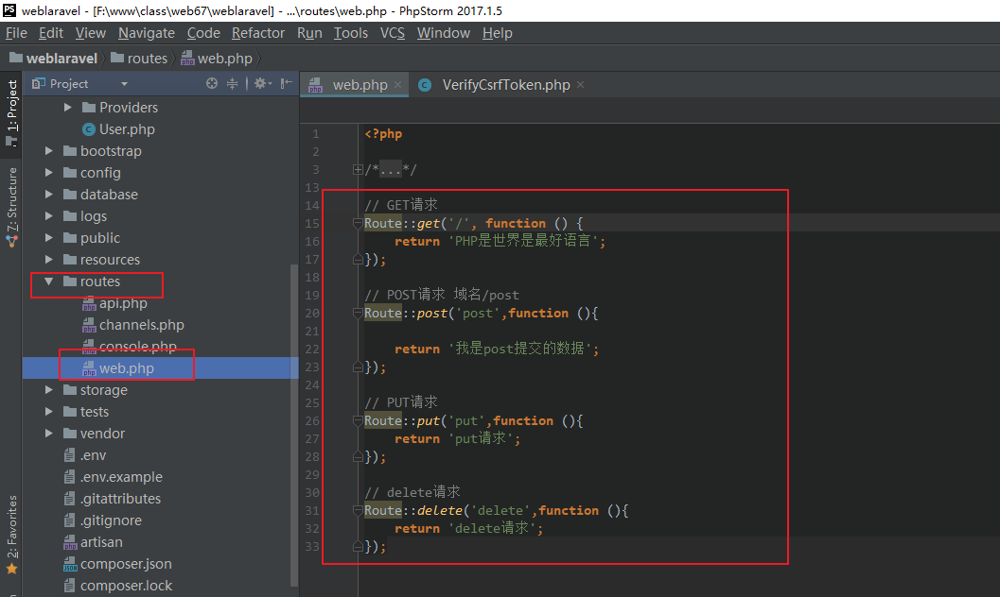 weblaravel - [F:\www\class\web67\weblaravel] - ...\routes\web.php - PhpStorm 2017.1.5
File Edit View Navigate Code Refactor Run Tools VCS Window Help
weblaravel routes web.php
1: Project
7: Structure
2: Favorites
Project
Providers
User.php
bootstrap
config
database
logs
public
resources
routes
api.php
channels.php
console.php
web.php
storage
tests
vendor
.env
.env.example
.gitattributes
.gitignore
artisan
composer.json
composer.lock
web.php × VerifyCsrfToken.php ×
1 <?php
2
3 /*...*/
13
14 // GET请求
15 Route::get('/', function () {
16 return 'PHP是世界是最好语言';
17 });
18
19 // POST请求 域名/post
20 Route::post('post',function (){
21
22 return '我是post提交的数据';
23 });
24
25 // PUT请求
26 Route::put('put',function (){
27 return 'put请求';
28 });
29
30 // delete请求
31 Route::delete('delete',function (){
32 return 'delete请求';
33 });